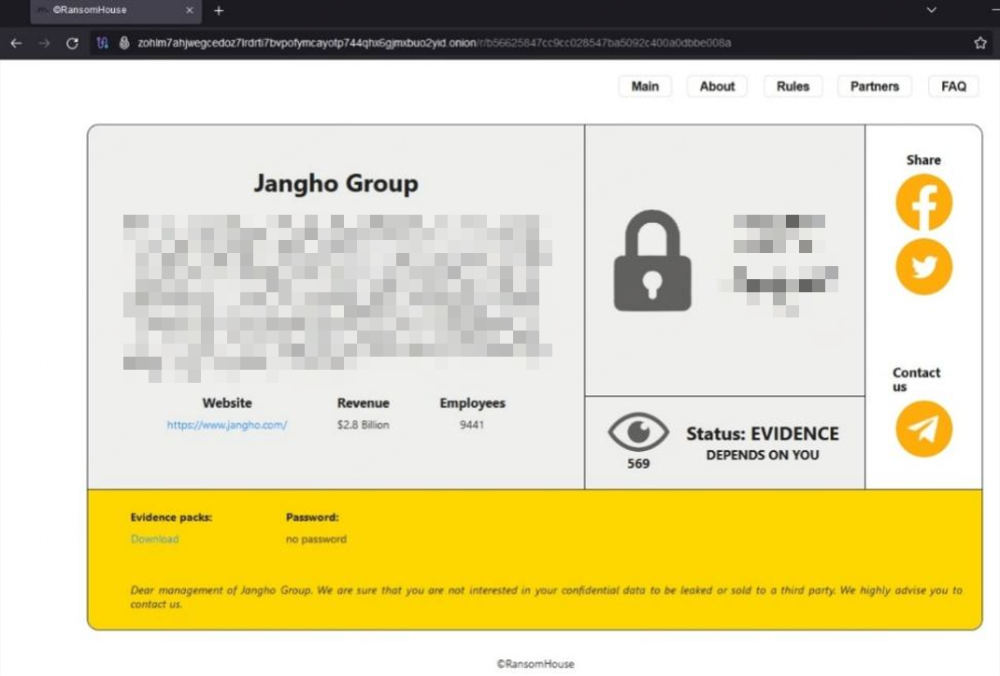 ©RansomHouse
zohlm7ahjwegcedoz7lrdrti7bvpofymcayotp744qhx6gjmxbuo2yid.onion/r/b56625847cc9cc028547ba5092c400a0dbbe008a
Main About Rules Partners FAQ
Jangho Group
Website Revenue Employees
https://www.jangho.com/ $2.8 Billion 9441
569
Status: EVIDENCE
DEPENDS ON YOU
Share
Contact
us
Evidence packs: Password:
Download no password
Dear management of Jangho Group. We are sure that you are not interested in your confidential data to be leaked or sold to a third party. We highly advise you to
contact us.
©RansomHouse